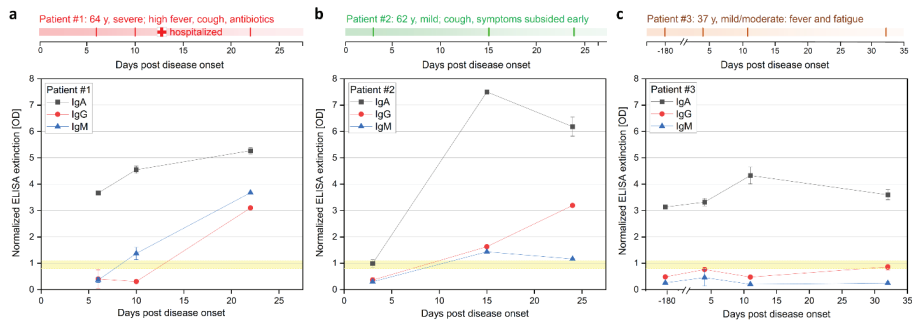 a
Patient #1: 64 y, severe; high fever, cough, antibiotics
hospitalized
0 5 10 15 20 25
Days post disease onset
Normalized ELISA extinction [OD]
8
7
6
5
4
3
2
1
0
Patient #1
IgA
IgG
IgM
0 5 10 15 20 25
Days post disease onset
b
Patient #2: 62 y, mild; cough, symptoms subsided early
0 5 10 15 20 25
Days post disease onset
Normalized ELISA extinction [OD]
8
7
6
5
4
3
2
1
0
Patient #2
IgA
IgG
IgM
0 5 10 15 20 25
Days post disease onset
c
Patient #3: 37 y, mild/moderate: fever and fatigue
-180 5 10 15 20 25 30 35
Days post disease onset
Normalized ELISA extinction [OD]
8
7
6
5
4
3
2
1
0
Patient #3
IgA
IgG
IgM
-180 5 10 15 20 25 30 35
Days post disease onset